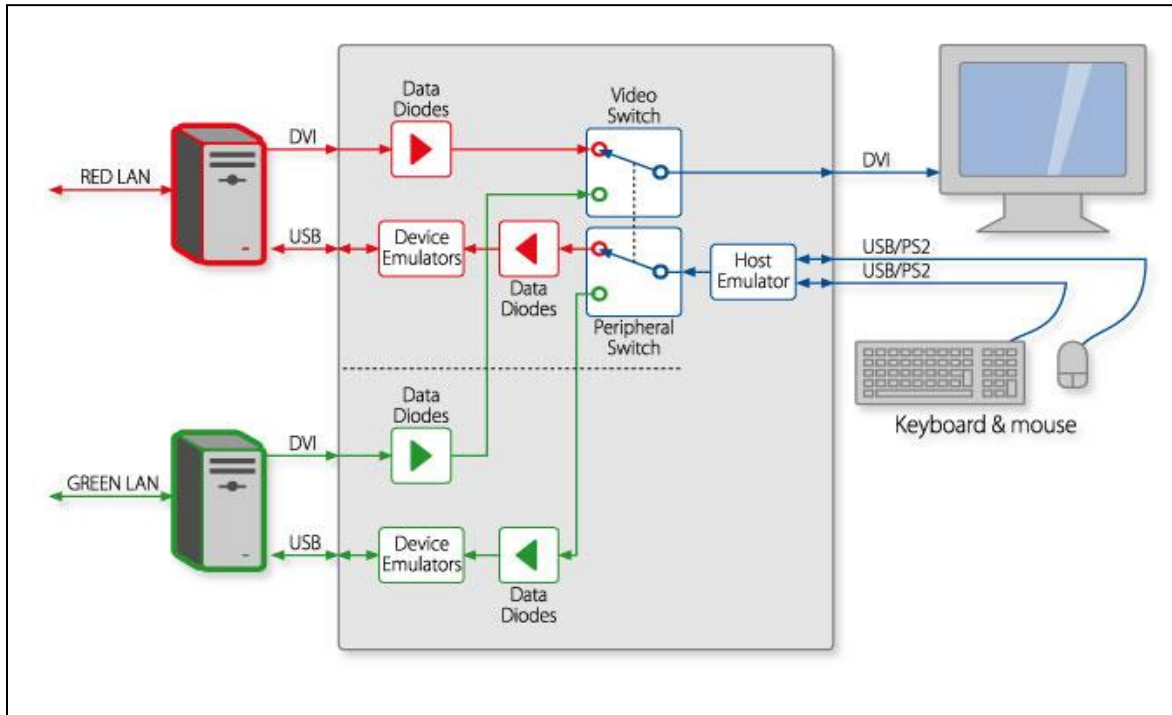 Data
Diodes
Video
Switch
DVI
DVI
RED LAN
USB
Device
Emulators
Data
Diodes
Host
Emulator
USB/PS2
USB/PS2
Peripheral
Switch
Keyboard & mouse
Data
Diodes
DVI
GREEN LAN
USB
Device
Emulators
Data
Diodes